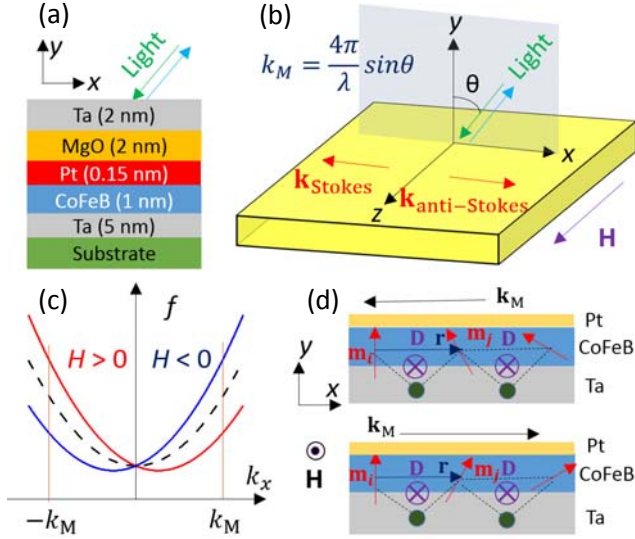 (a)
y
x
Light
Ta (2 nm)
MgO (2 nm)
Pt (0.15 nm)
CoFeB (1 nm)
Ta (5 nm)
Substrate
(b)
k_M = 4π/λ sinθ
y
θ
Light
x
k_Stokes
k_anti−Stokes
z
H
(c)
f
H > 0
H < 0
k_x
−k_M
k_M
(d)
k_M
Pt
D m_j D
m_i r
CoFeB
Ta
y
x
H
k_M
Pt
D m_j D
m_i r
CoFeB
Ta